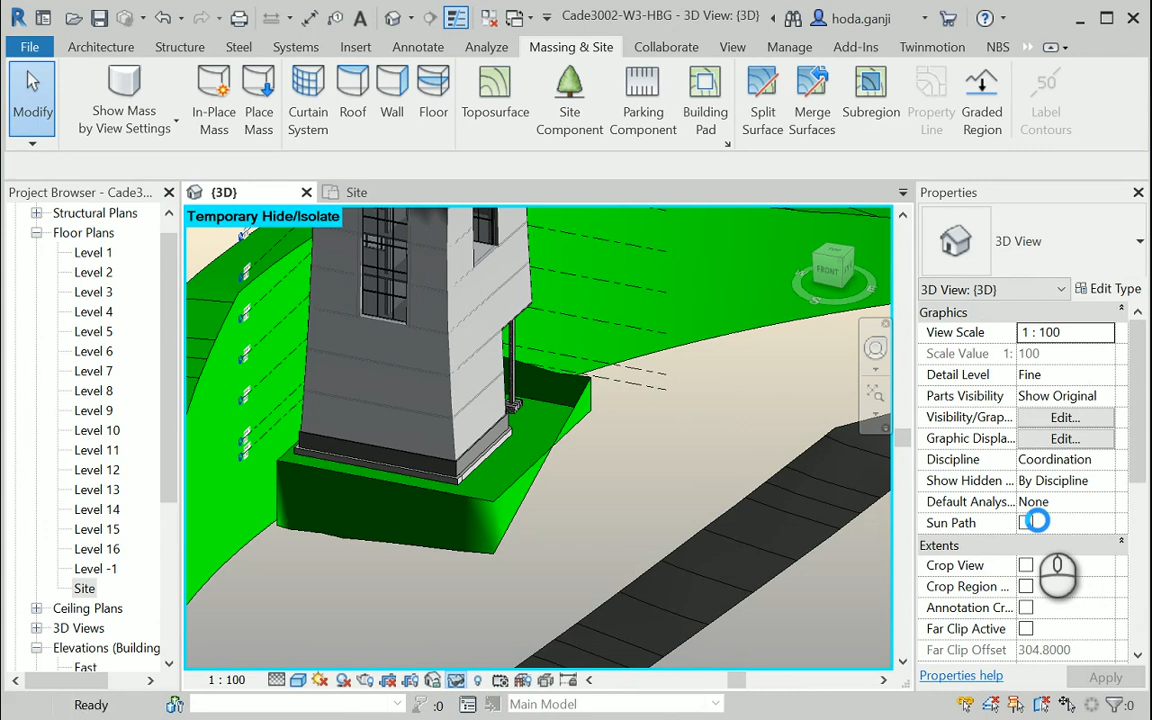 Cade3002-W3-HBG - 3D View: {3D}
hoda.ganji
File Architecture Structure Steel Systems Insert Annotate Analyze Massing & Site Collaborate View Manage Add-Ins Twinmotion NBS
Modify
Show Mass
by View Settings
In-Place
Mass
Place
Mass
Curtain
System
Roof
Wall
Floor
Toposurface
Site
Component
Parking
Component
Building
Pad
Split
Surface
Merge
Surfaces
Subregion
Property
Line
Graded
Region
50
Label
Contours
Project Browser - Cade3...
Structural Plans
Floor Plans
Level 1
Level 2
Level 3
Level 4
Level 5
Level 6
Level 7
Level 8
Level 9
Level 10
Level 11
Level 12
Level 13
Level 14
Level 15
Level 16
Level -1
Site
Ceiling Plans
3D Views
Elevations (Building
East
{3D}
Site
Temporary Hide/Isolate
TOP
FRONT
1 : 100
Properties
3D View
3D View: {3D}
Edit Type
Graphics
View Scale 1 : 100
Scale Value 1: 100
Detail Level Fine
Parts Visibility Show Original
Visibility/Grap... Edit...
Graphic Displa... Edit...
Discipline Coordination
Show Hidden ... By Discipline
Default Analys... None
Sun Path
Extents
Crop View
Crop Region ...
Annotation Cr...
Far Clip Active
Far Clip Offset 304.8000
Properties help
Apply
Ready
:0
Main Model
:0